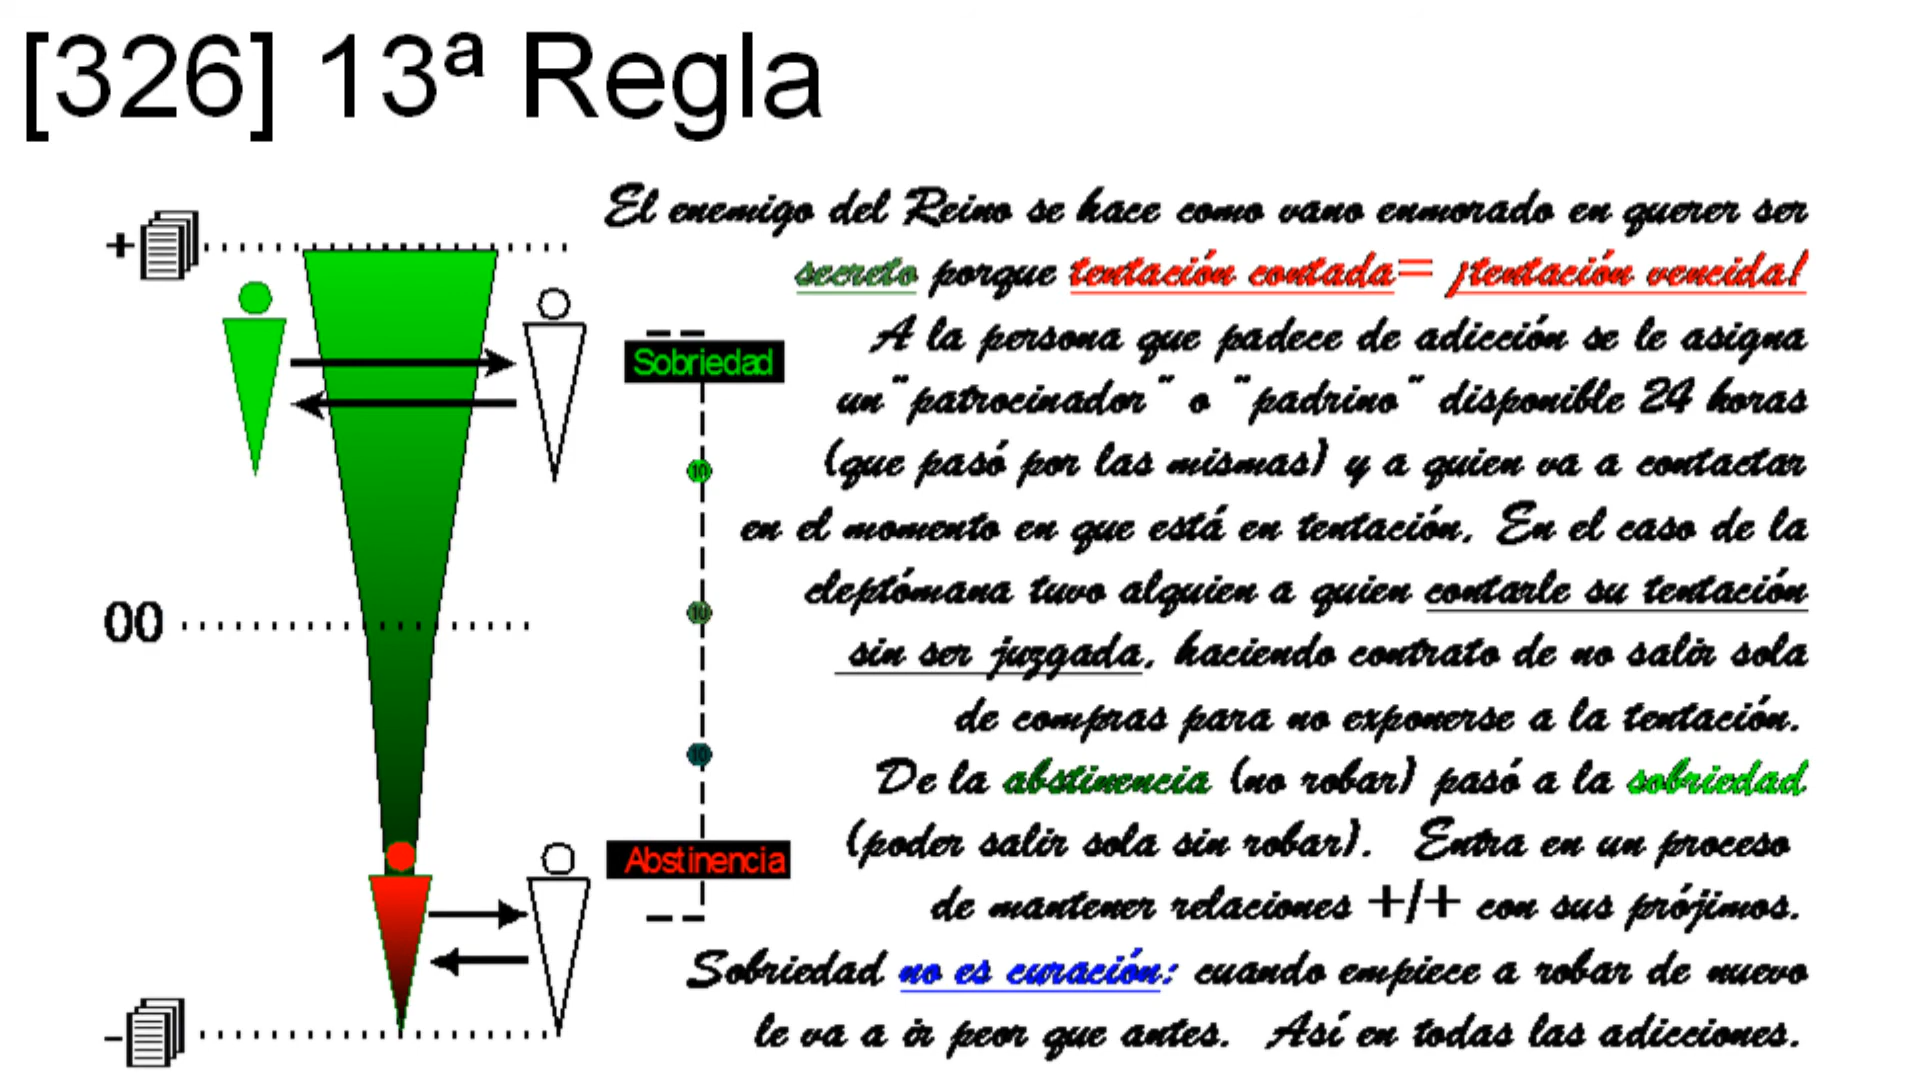 [326] 13ª Regla
El enemigo del Reino se hace como vano enmorado en querer ser
secreto porque tentación contada= ¡tentación vencida!
A la persona que padece de adicción se le asigna
un "patrocinador" o "padrino" disponible 24 horas
(que pasó por las mismas) y a quien va a contactar
en el momento en que está en tentación. En el caso de la
cleptómana tuvo alguien a quien contarle su tentación
sin ser juzgada, haciendo contrato de no salir sola
de compras para no exponerse a la tentación.
De la abstinencia (no robar) pasó a la sobriedad
(poder salir sola sin robar). Entra en un proceso
de mantener relaciones +/+ con sus prójimos.
Sobriedad no es curación: cuando empiece a robar de nuevo
le va a ir peor que antes. Así en todas las adicciones.
+
Sobriedad
10
00
10
10
Abstinencia
–